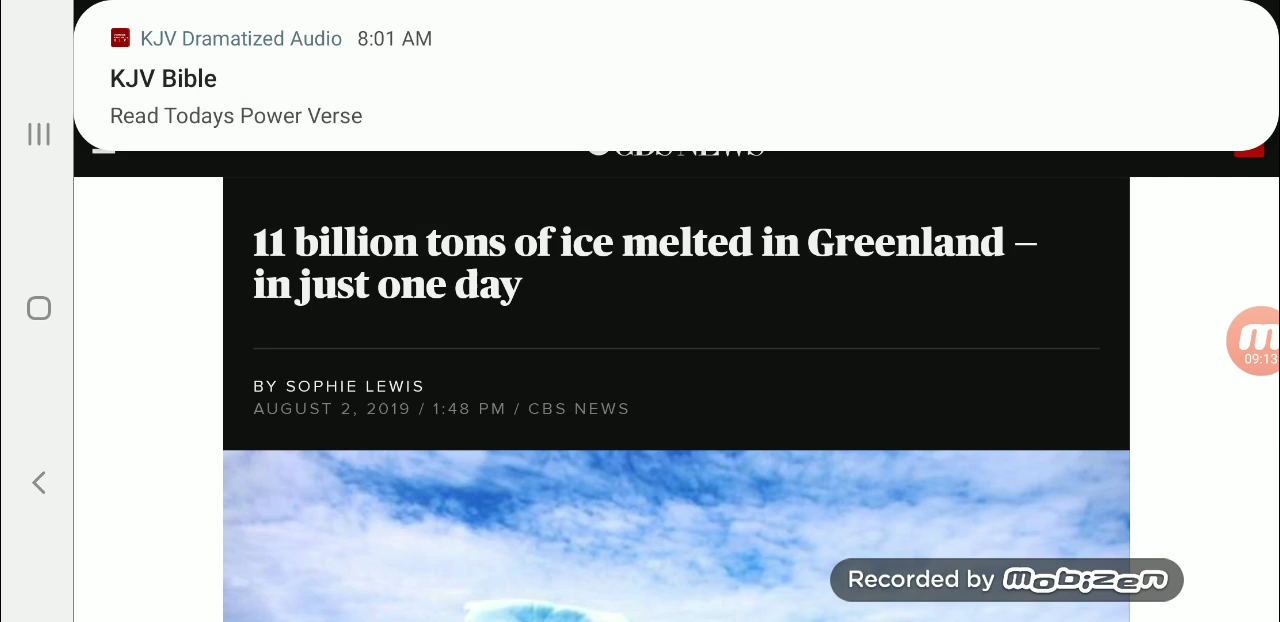 KJV Dramatized Audio 8:01 AM
KJV Bible
Read Todays Power Verse
CBS NEWS
11 billion tons of ice melted in Greenland —
in just one day
BY SOPHIE LEWIS
AUGUST 2, 2019 / 1:48 PM / CBS NEWS
09:13
Recorded by mobizen